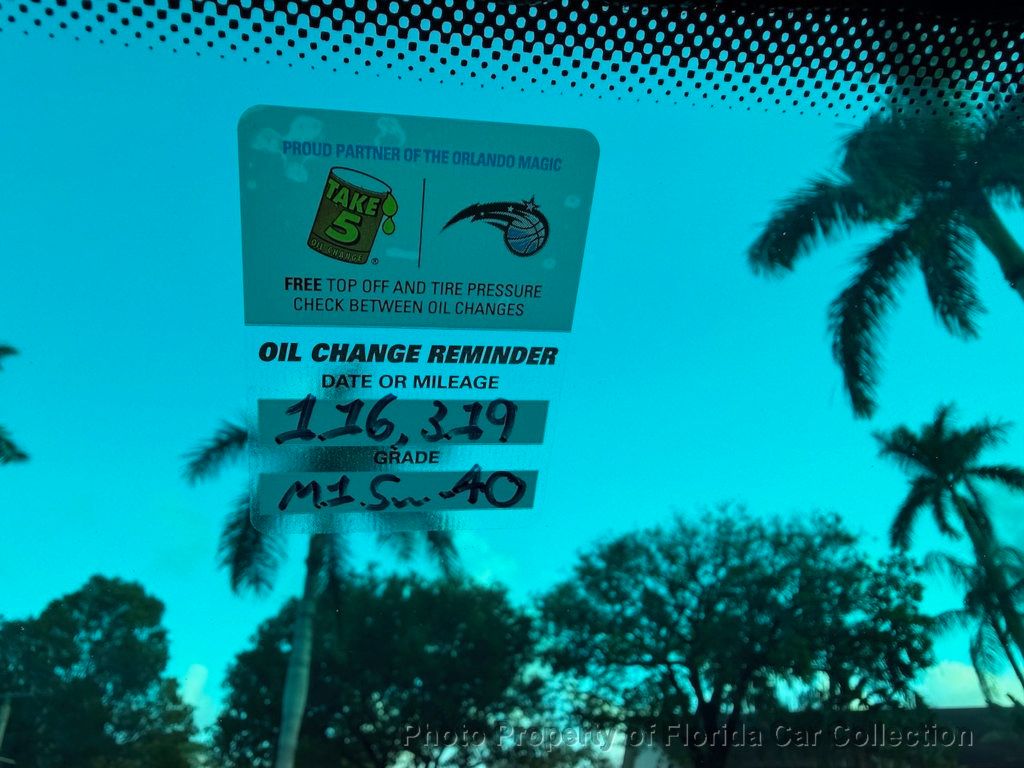 PROUD PARTNER OF THE ORLANDO MAGIC
TAKE
5
OIL CHANGE ®
FREE TOP OFF AND TIRE PRESSURE
CHECK BETWEEN OIL CHANGES
OIL CHANGE REMINDER
DATE OR MILEAGE
116,319
GRADE
M.1.5w-40
Photo Property of Florida Car Collection